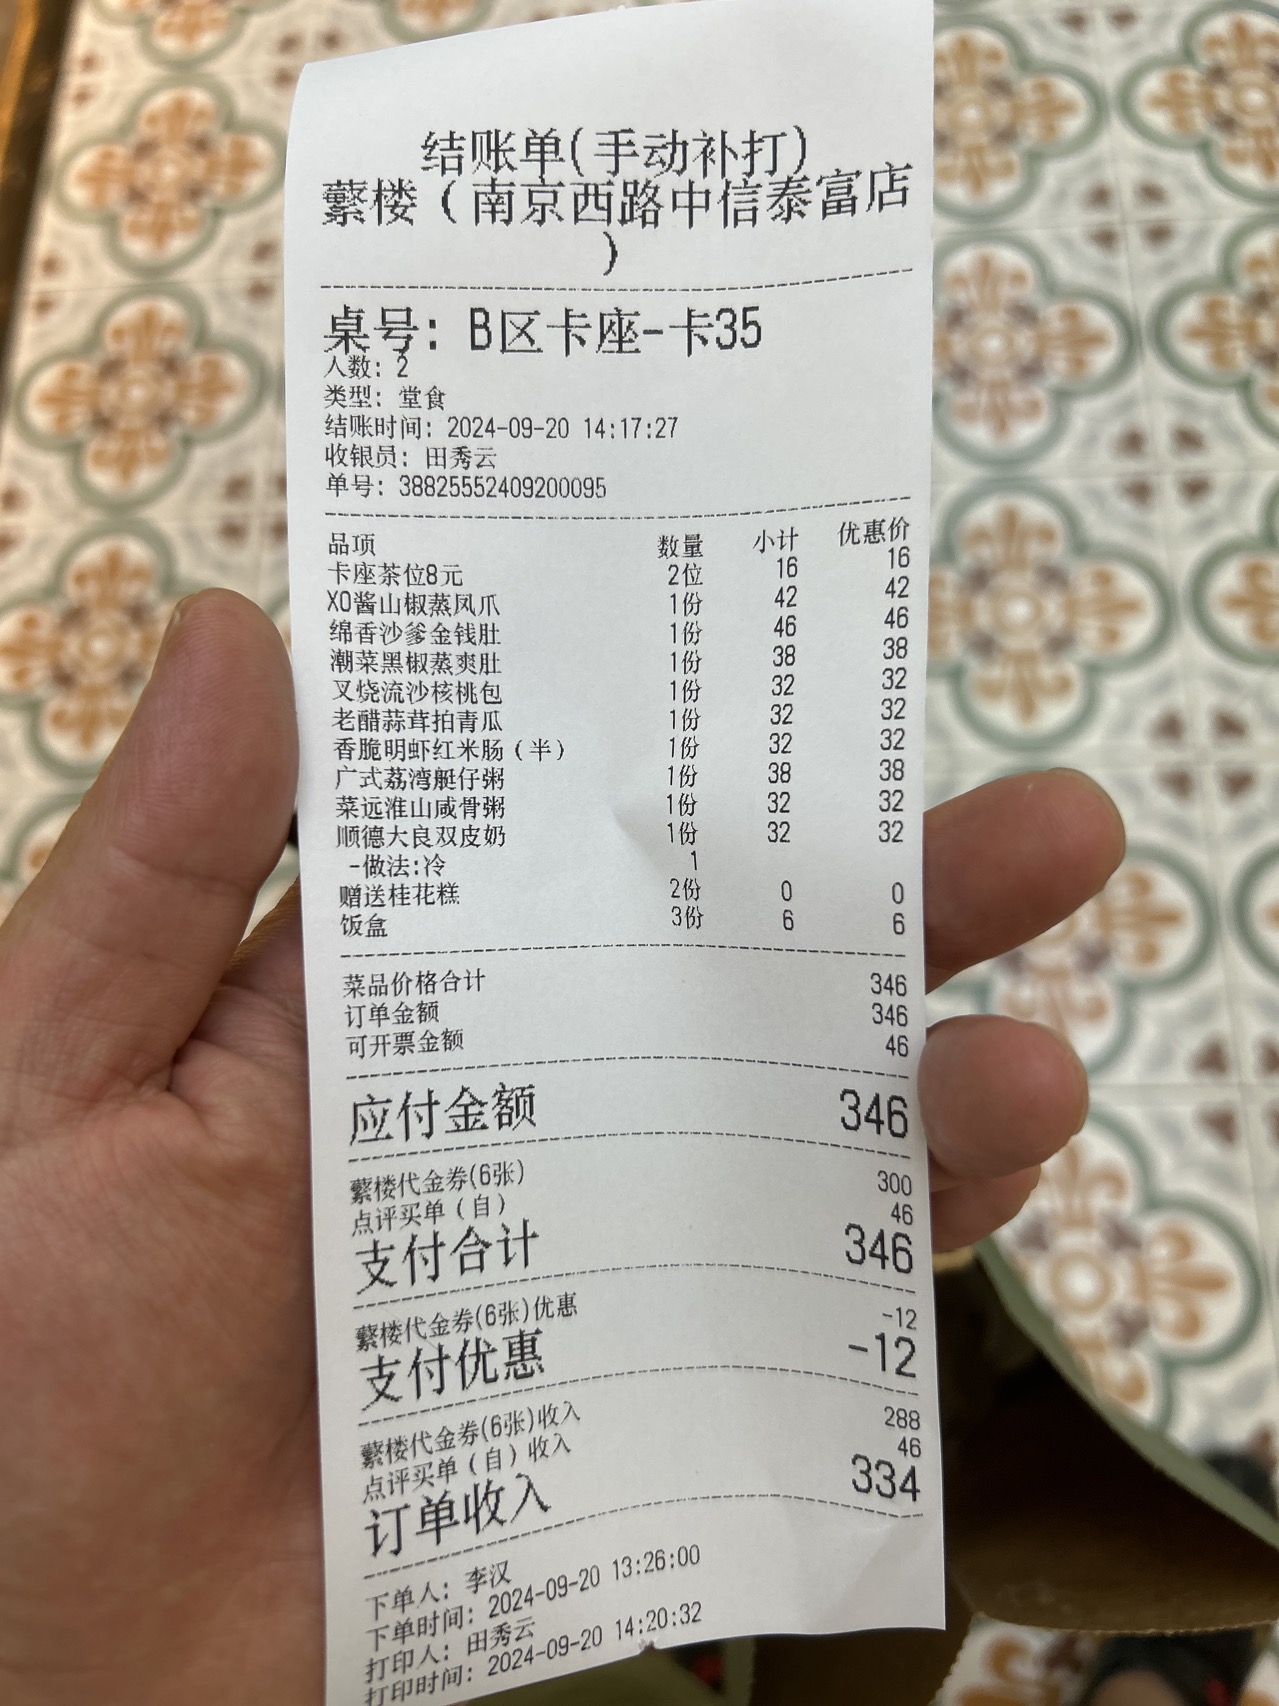 结账单(手动补打)
蘩楼（南京西路中信泰富店
）
桌号: B区卡座-卡35
人数: 2
类型: 堂食
结账时间: 2024-09-20 14:17:27
收银员: 田秀云
单号: 38825552409200095
品项 数量 小计 优惠价
卡座茶位8元 2位 16 16
XO酱山椒蒸凤爪 1份 42 42
绵香沙爹金钱肚 1份 46 46
潮菜黑椒蒸爽肚 1份 38 38
叉烧流沙核桃包 1份 32 32
老醋蒜茸拍青瓜 1份 32 32
香脆明虾红米肠（半） 1份 32 32
广式荔湾艇仔粥 1份 38 38
菜远淮山咸骨粥 1份 32 32
顺德大良双皮奶 1份 32 32
-做法:冷 1
赠送桂花糕 2份 0 0
饭盒 3份 6 6
菜品价格合计 346
订单金额 346
可开票金额 46
应付金额 346
蘩楼代金券(6张) 300
点评买单（自） 46
支付合计 346
蘩楼代金券(6张)优惠 -12
支付优惠 -12
蘩楼代金券(6张)收入 288
点评买单（自）收入 46
订单收入 334
下单人: 李汉
下单时间: 2024-09-20 13:26:00
打印人: 田秀云
打印时间: 2024-09-20 14:20:32